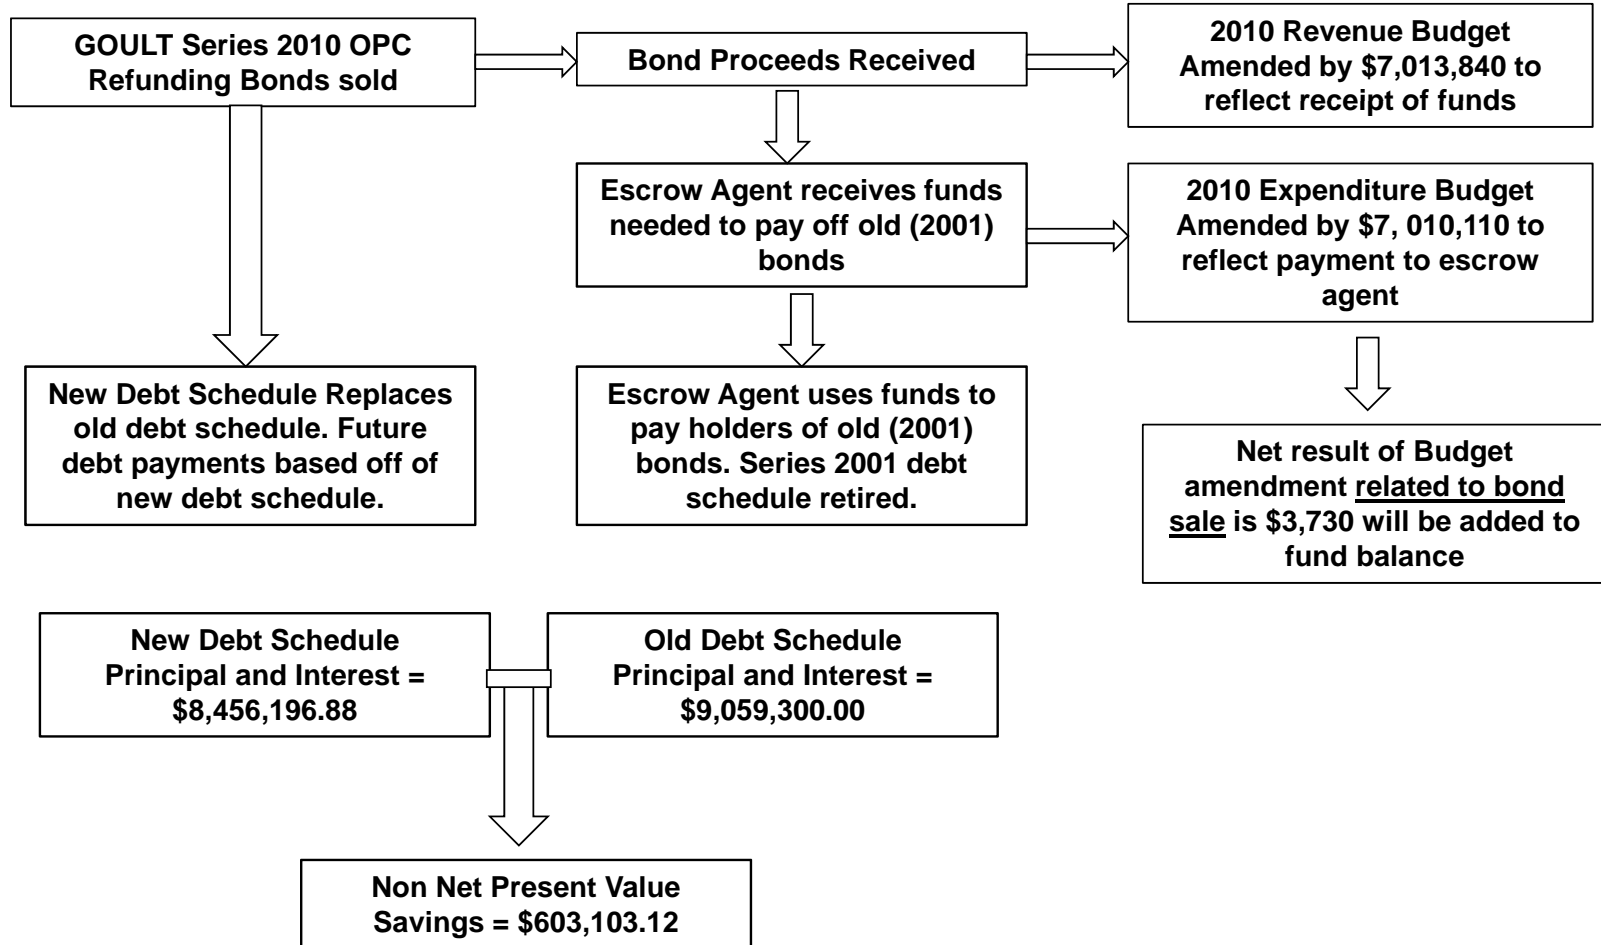 GOULT Series 2010 OPC
Refunding Bonds sold
Bond Proceeds Received
2010 Revenue Budget
Amended by $7,013,840 to
reflect receipt of funds
Escrow Agent receives funds
needed to pay off old (2001)
bonds
2010 Expenditure Budget
Amended by $7, 010,110 to
reflect payment to escrow
agent
New Debt Schedule Replaces
old debt schedule. Future
debt payments based off of
new debt schedule.
Escrow Agent uses funds to
pay holders of old (2001)
bonds. Series 2001 debt
schedule retired.
Net result of Budget
amendment related to bond
sale is $3,730 will be added to
fund balance
New Debt Schedule
Principal and Interest =
$8,456,196.88
Old Debt Schedule
Principal and Interest =
$9,059,300.00
Non Net Present Value
Savings = $603,103.12